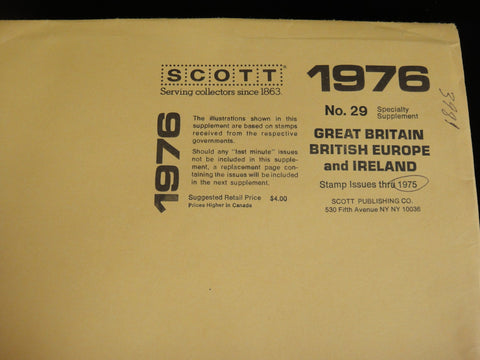 SCOTT
Serving collectors since 1863.
1976
The illustrations shown in this
supplement are based on stamps
received from the respective
governments.
Should any "last minute" issues
not be included in this supple-
ment, a replacement page con-
taining the issues will be included
in the next supplement.
Suggested Retail Price $4.00
Prices Higher in Canada
1976
No. 29 Specialty
Supplement
GREAT BRITAIN
BRITISH EUROPE
and IRELAND
Stamp Issues thru 1975
SCOTT PUBLISHING CO.
530 Fifth Avenue NY NY 10036